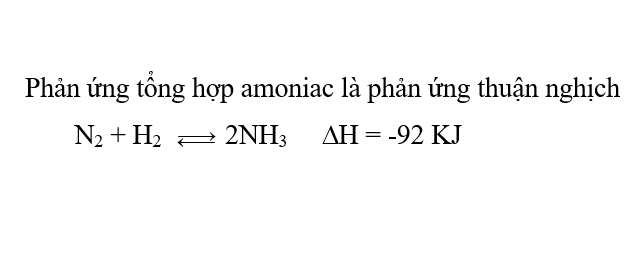 Phản ứng tổng hợp amoniac là phản ứng thuận nghịch
N₂ + H₂ ⇌ 2NH₃ ΔH = -92 KJ